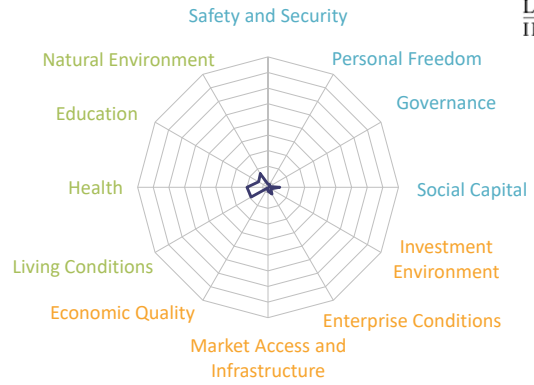 Safety and Security
Natural Environment
Personal Freedom
Education
Governance
Health
Social Capital
Investment
Environment
Living Conditions
Economic Quality
Enterprise Conditions
Market Access and
Infrastructure